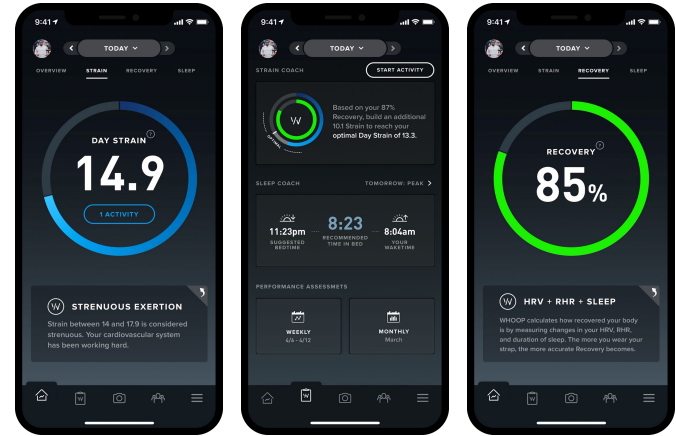 9:41
TODAY
OVERVIEW STRAIN RECOVERY SLEEP
DAY STRAIN ?
14.9
1 ACTIVITY
STRENUOUS EXERTION
Strain between 14 and 17.9 is considered
strenuous. Your cardiovascular system
has been working hard.
9:41
TODAY
STRAIN COACH START ACTIVITY
W
OPTIMAL
Based on your 87%
Recovery, build an additional
10.1 Strain to reach your
optimal Day Strain of 13.3.
SLEEP COACH TOMORROW: PEAK
11:23pm 8:23 8:04am
SUGGESTED
BEDTIME
RECOMMENDED
TIME IN BED
YOUR
WAKETIME
PERFORMANCE ASSESSMETS
WEEKLY
4/6 - 4/12
MONTHLY
March
9:41
TODAY
OVERVIEW STRAIN RECOVERY SLEEP
RECOVERY ?
85%
HRV + RHR + SLEEP
WHOOP calculates how recovered your body
is by measuring changes in your HRV, RHR,
and duration of sleep. The more you wear your
strap, the more accurate Recovery becomes.